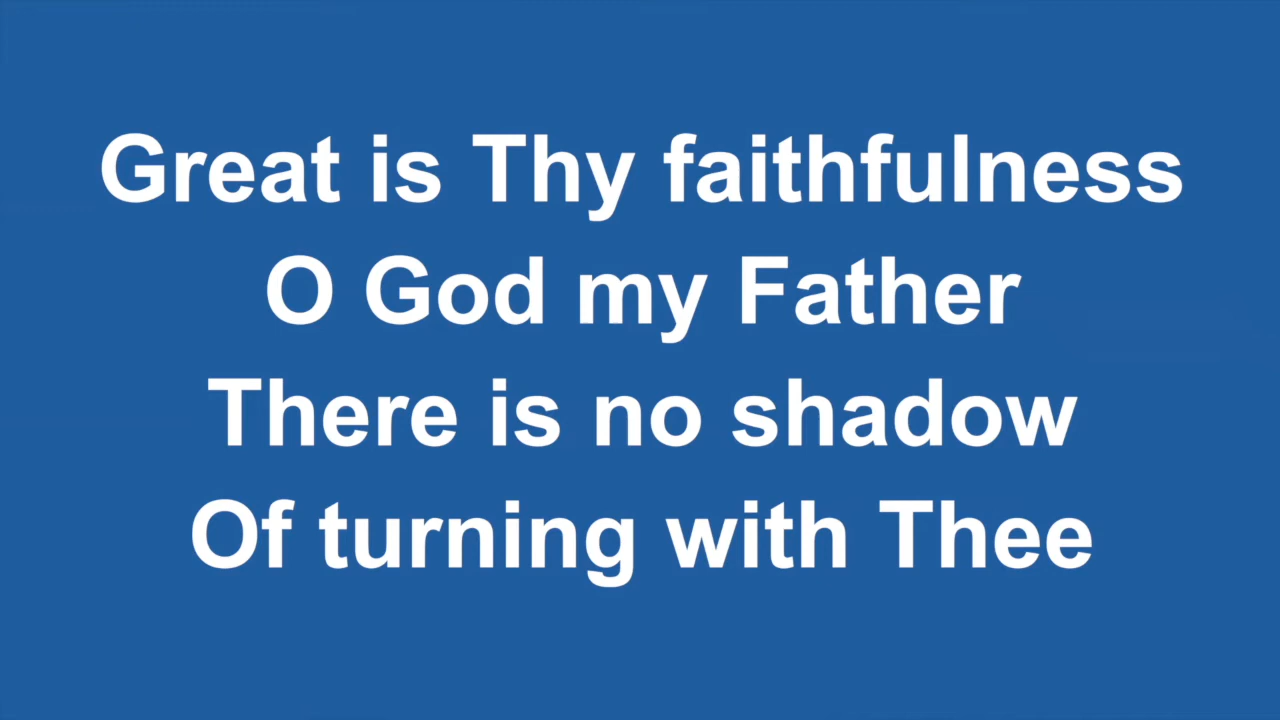 Great is Thy faithfulness
O God my Father
There is no shadow
Of turning with Thee